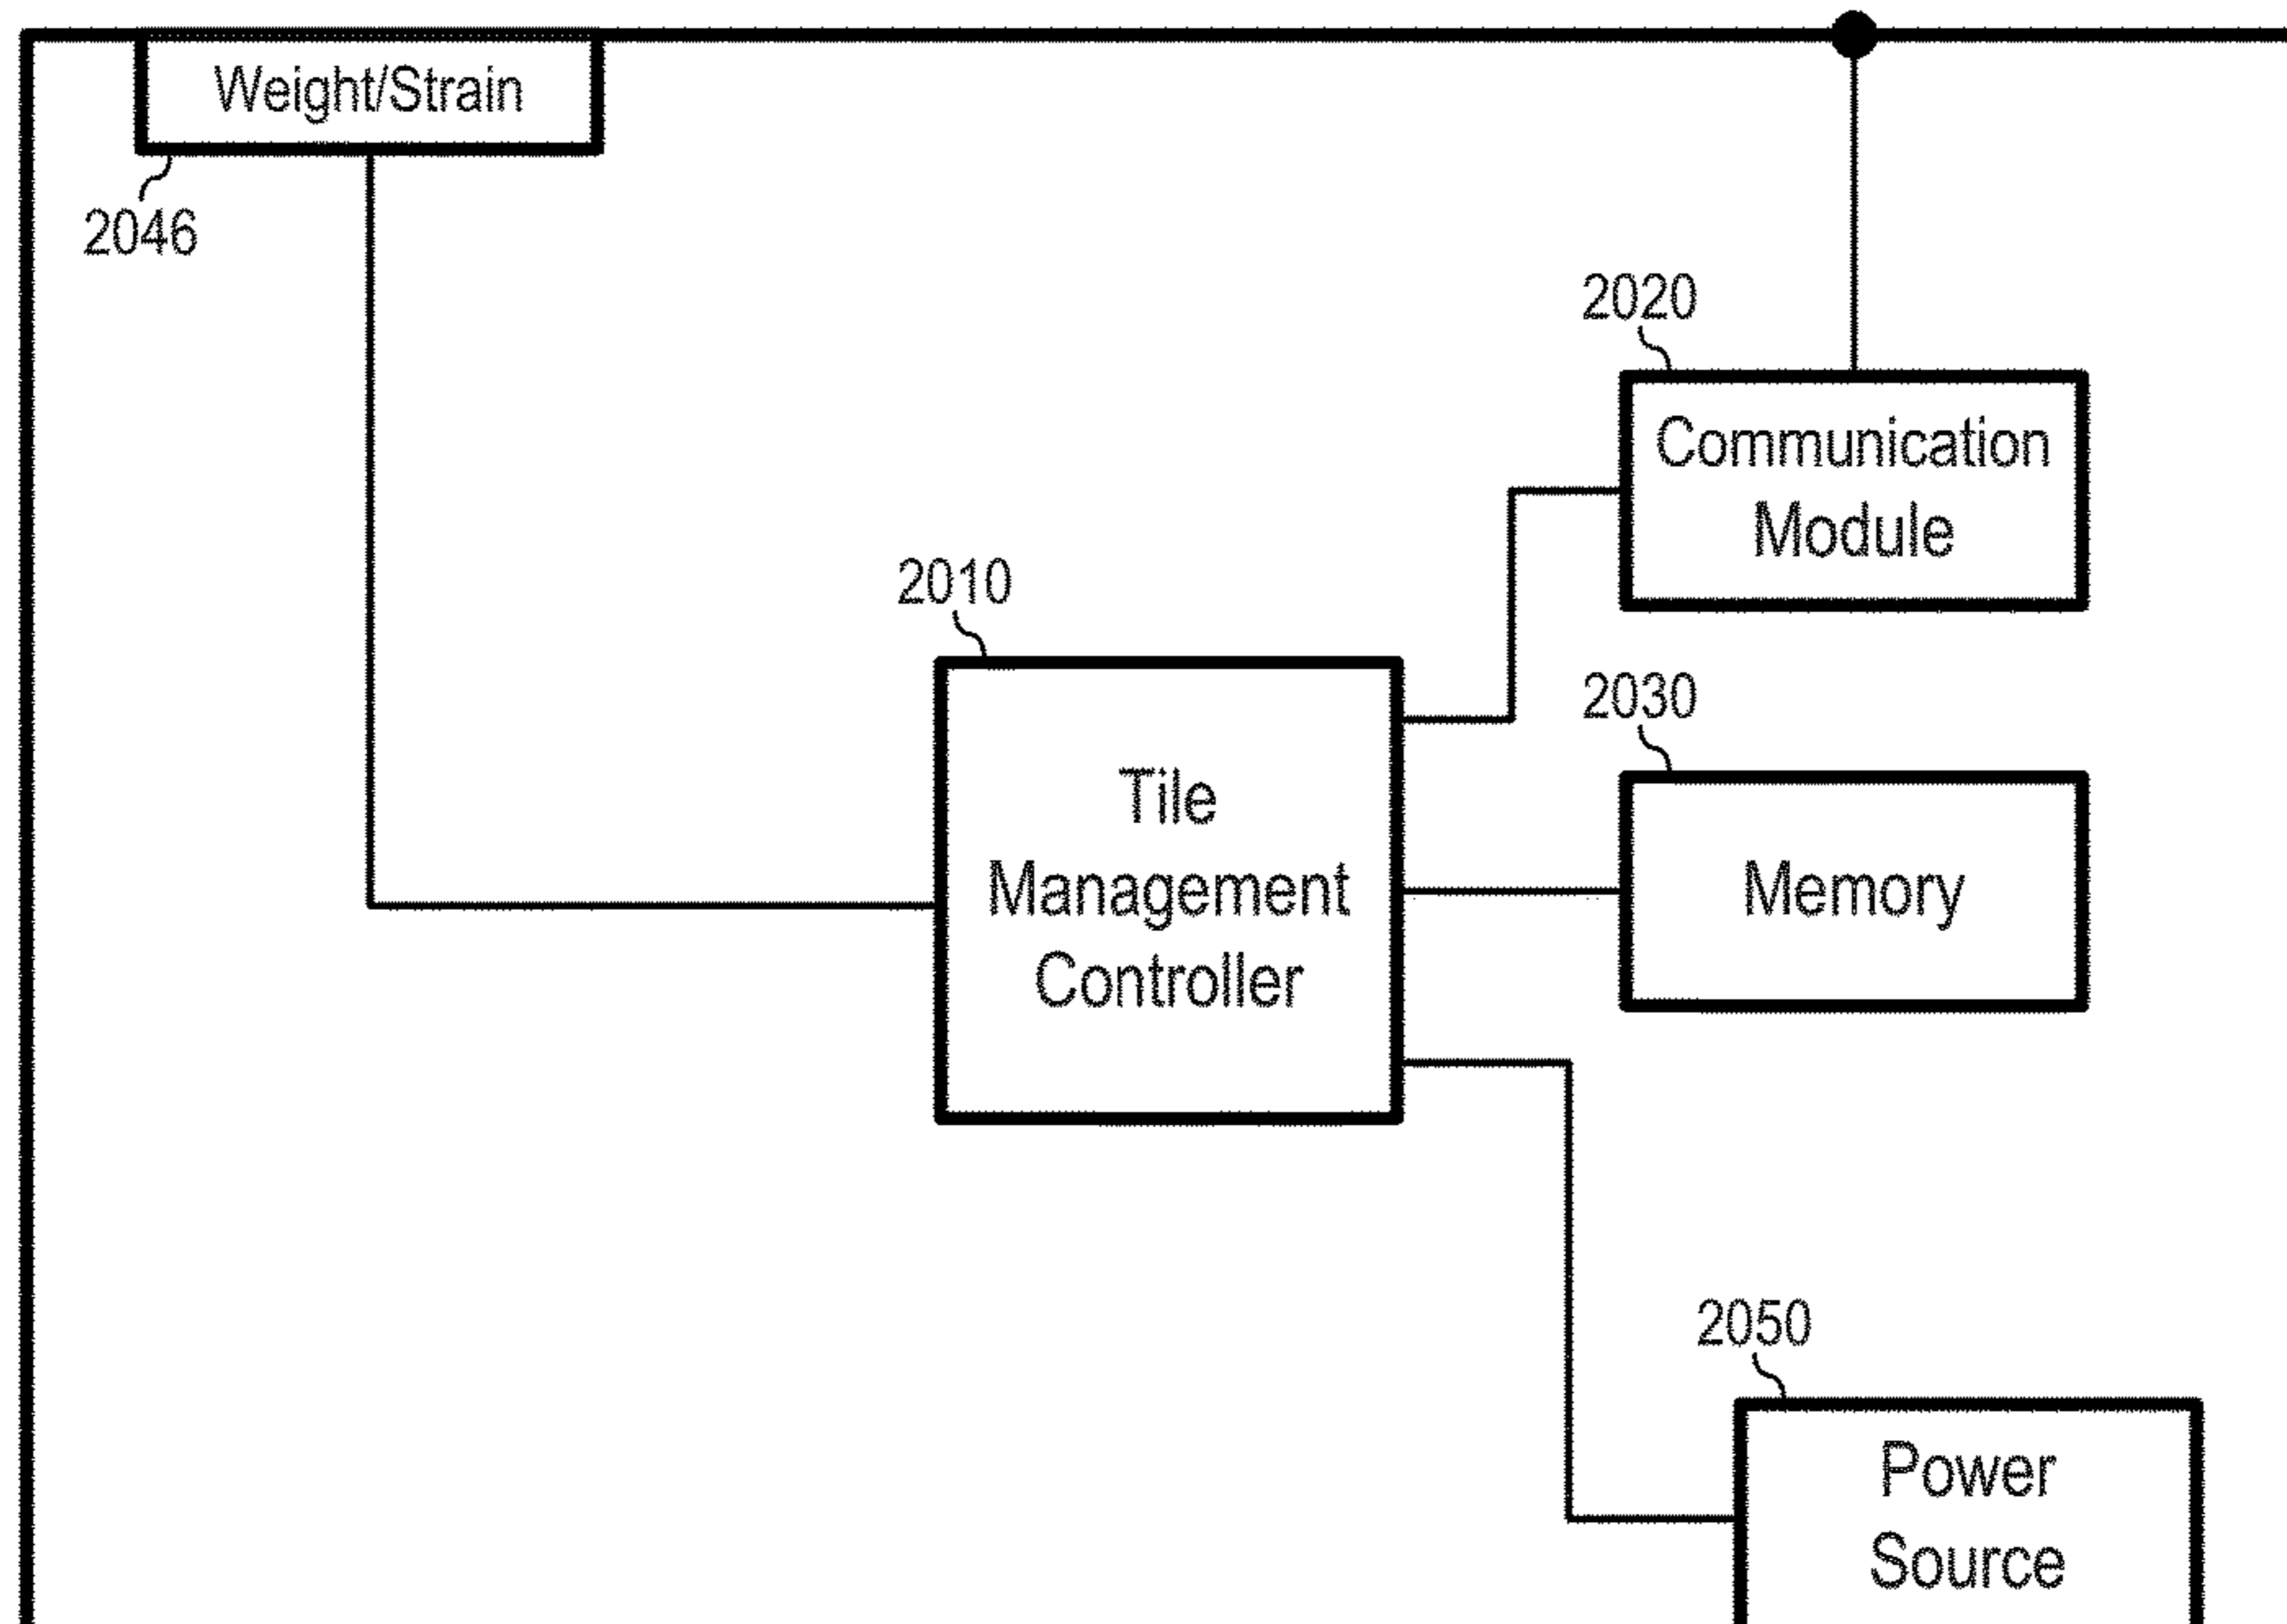 Weight/Strain
2046
2020
Communication
Module
2010
2030
Tile
Management
Controller
Memory
2050
Power
Source